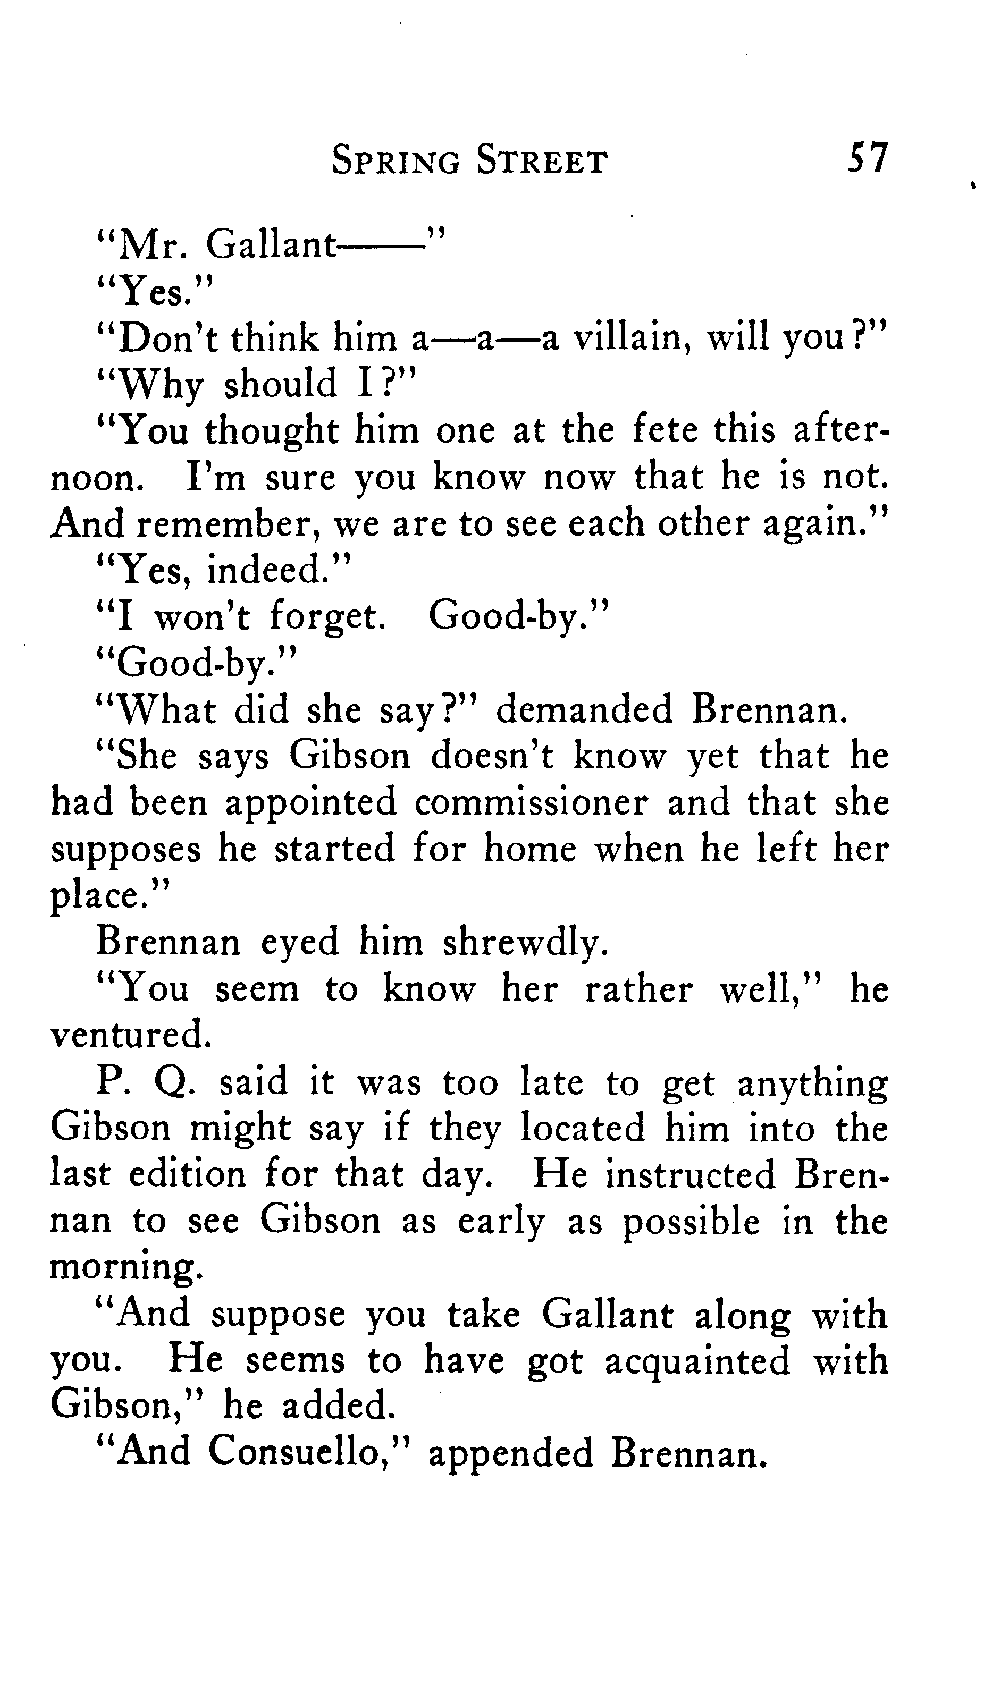 SPRING STREET 57
“Mr. Gallant——”
“Yes.”
“Don't think him a—a—a villain, will you?”
“Why should I?”
“You thought him one at the fete this after-
noon. I'm sure you know now that he is not.
And remember, we are to see each other again.”
“Yes, indeed.”
“I won't forget. Good-by.”
“Good-by.”
“What did she say?” demanded Brennan.
“She says Gibson doesn't know yet that he
had been appointed commissioner and that she
supposes he started for home when he left her
place.”
Brennan eyed him shrewdly.
“You seem to know her rather well,” he
ventured.
P. Q. said it was too late to get anything
Gibson might say if they located him into the
last edition for that day. He instructed Bren-
nan to see Gibson as early as possible in the
morning.
“And suppose you take Gallant along with
you. He seems to have got acquainted with
Gibson,” he added.
“And Consuello,” appended Brennan.